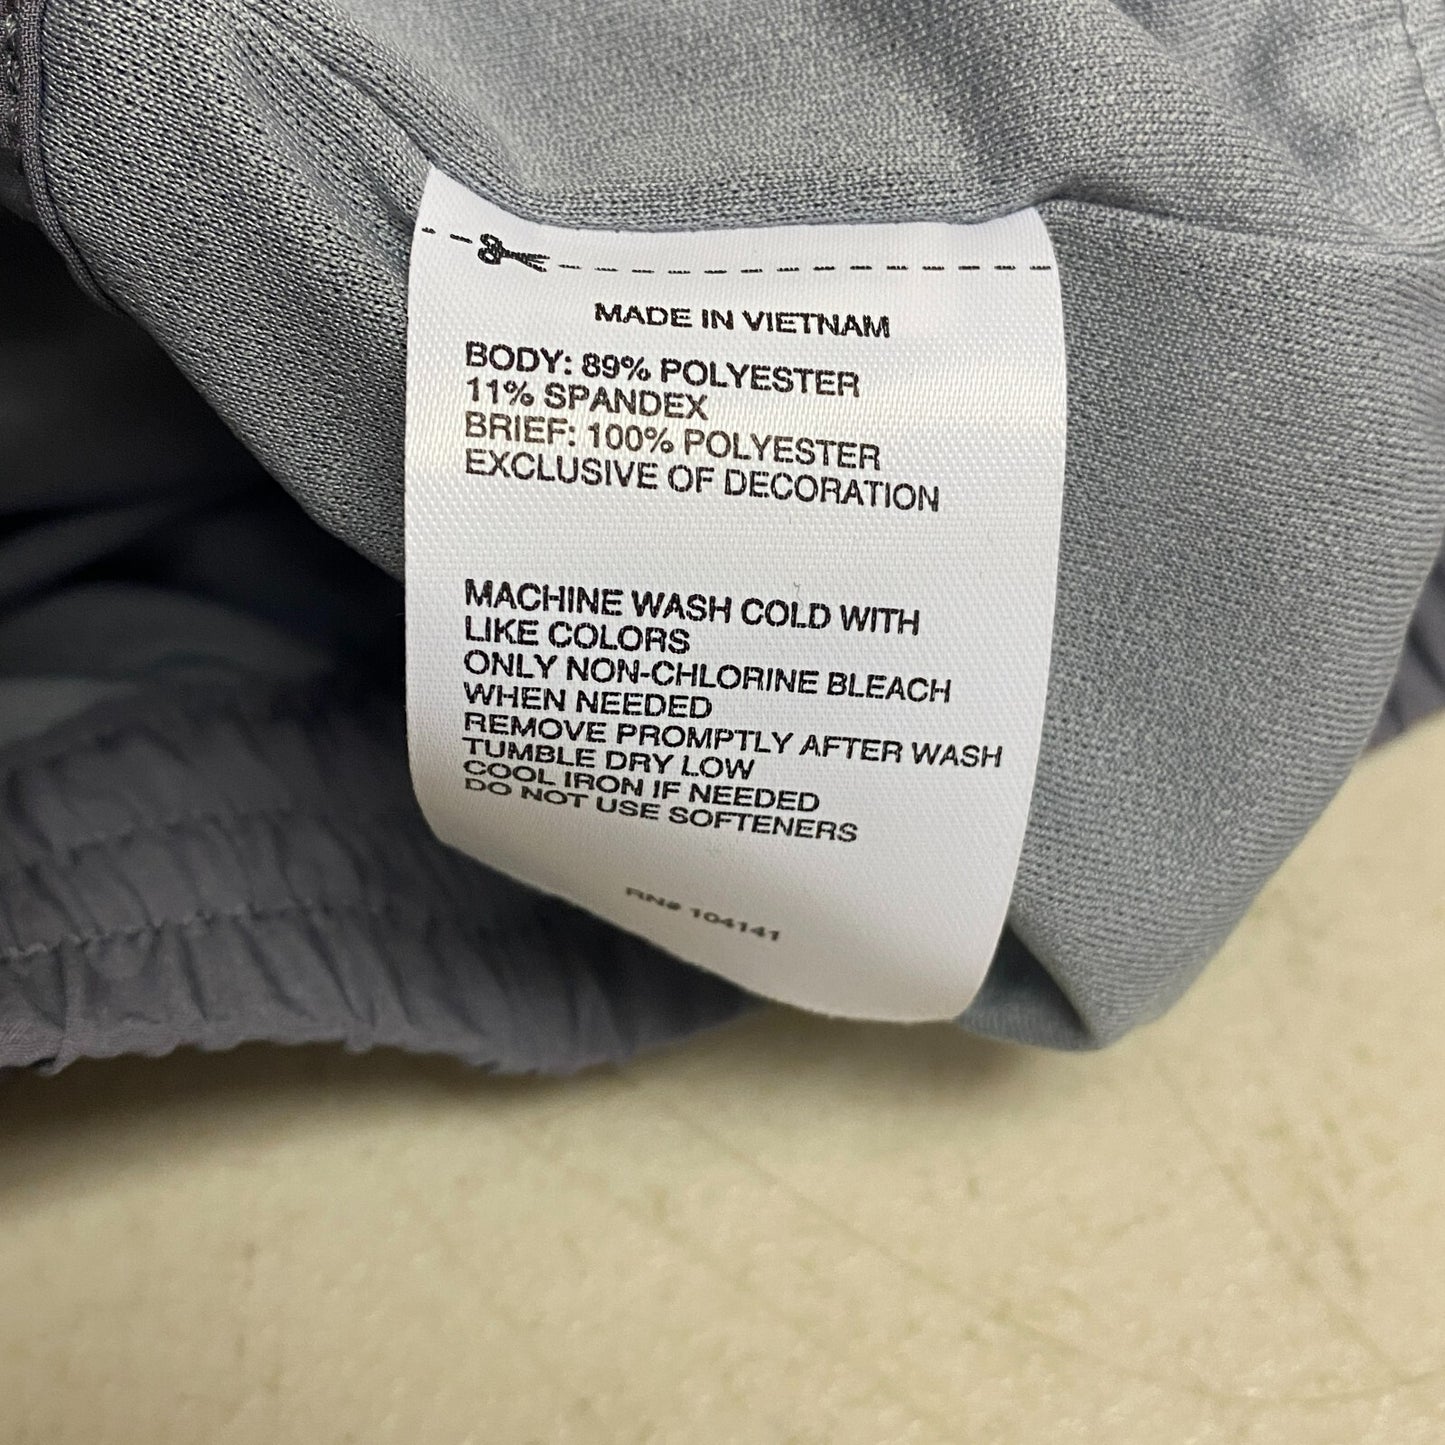 MADE IN VIETNAM
BODY: 89% POLYESTER
11% SPANDEX
BRIEF: 100% POLYESTER
EXCLUSIVE OF DECORATION
MACHINE WASH COLD WITH
LIKE COLORS
ONLY NON-CHLORINE BLEACH
WHEN NEEDED
REMOVE PROMPTLY AFTER WASH
TUMBLE DRY LOW
COOL IRON IF NEEDED
DO NOT USE SOFTENERS
RN# 104141